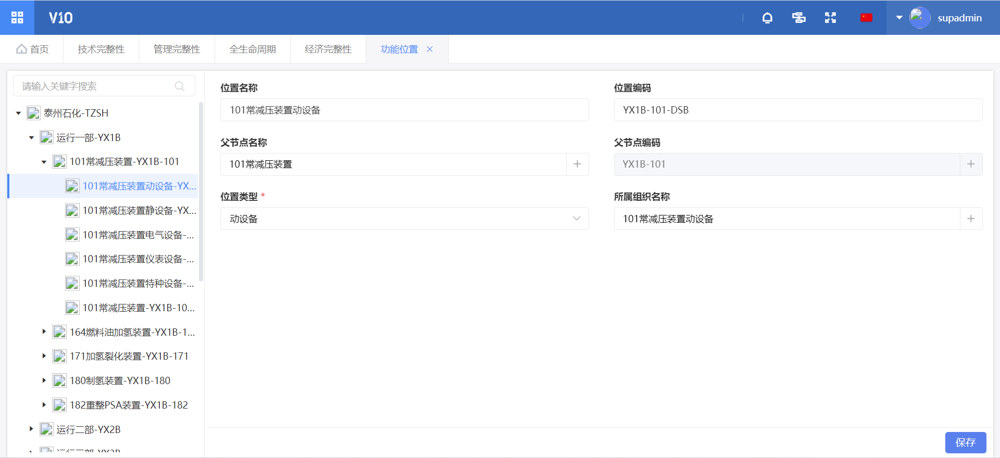 V10
supadmin
首页
技术完整性
管理完整性
全生命周期
经济完整性
功能位置
请输入关键字搜索
泰州石化-TZSH
运行一部-YX1B
101常减压装置-YX1B-101
101常减压装置动设备-YX...
101常减压装置静设备-YX...
101常减压装置电气设备-...
101常减压装置仪表设备-...
101常减压装置特种设备-...
101常减压装置-YX1B-10...
164燃料油加氢装置-YX1B-1...
171加氢裂化装置-YX1B-171
180制氢装置-YX1B-180
182重整PSA装置-YX1B-182
运行二部-YX2B
位置名称
101常减压装置动设备
位置编码
YX1B-101-DSB
父节点名称
101常减压装置
父节点编码
YX1B-101
位置类型 *
动设备
所属组织名称
101常减压装置动设备
保存